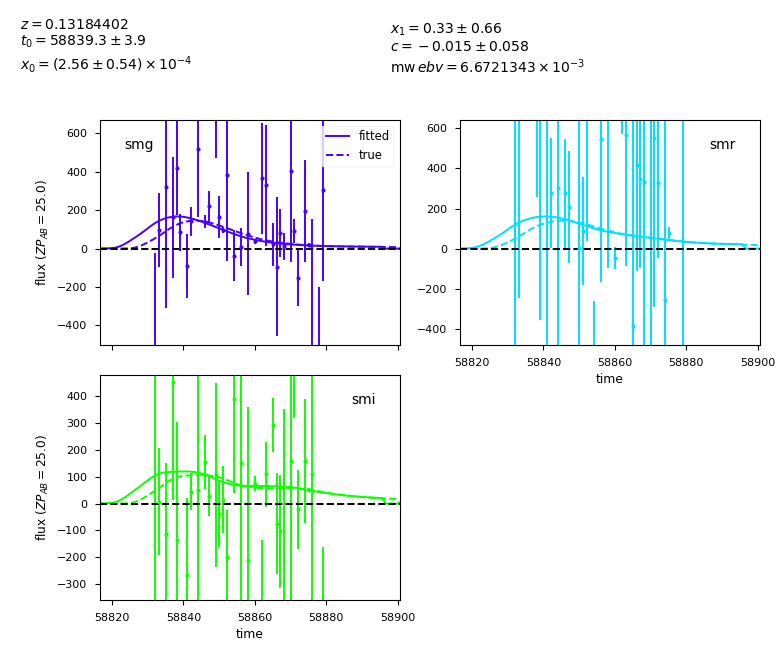 z = 0.13184402
t₀ = 58839.3 ± 3.9
x₀ = (2.56 ± 0.54) × 10⁻⁴
x₁ = 0.33 ± 0.66
c = −0.015 ± 0.058
mw ebv = 6.6721343 × 10⁻³
smg
fitted
true
flux (ZP_AB = 25.0)
600
400
200
0
−200
−400
smr
600
400
200
0
−200
−400
58820
58840
58860
58880
58900
time
smi
flux (ZP_AB = 25.0)
400
300
200
100
0
−100
−200
−300
58820
58840
58860
58880
58900
time